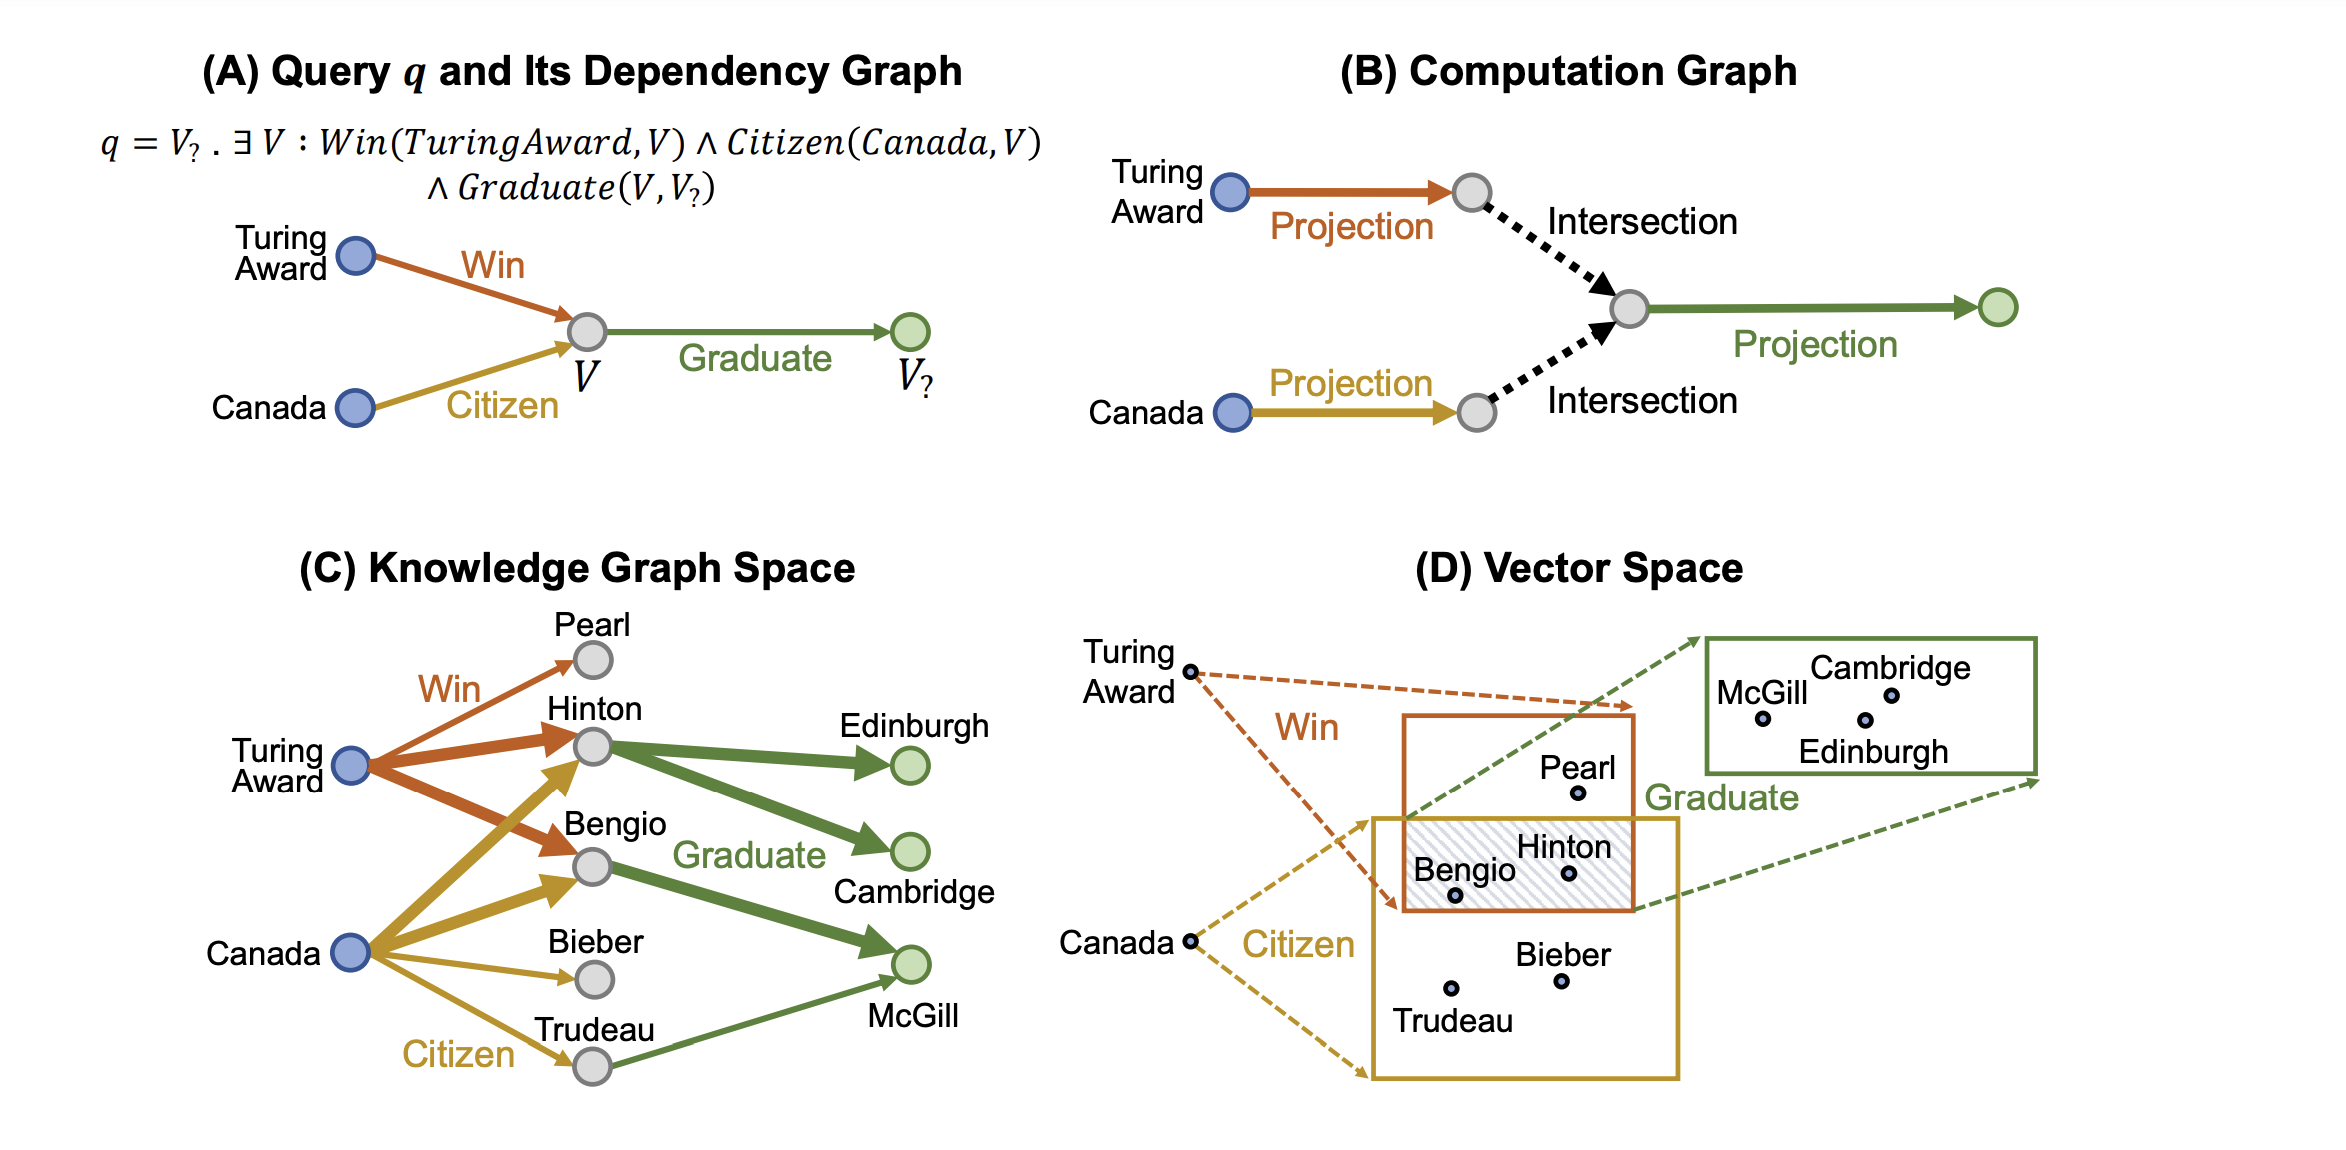 (A) Query q and Its Dependency Graph
q = V? . ∃ V : Win(TuringAward, V) ∧ Citizen(Canada, V)
∧ Graduate(V, V?)
Turing
Award
Win
V
Graduate
V?
Canada
Citizen
(B) Computation Graph
Turing
Award
Projection
Intersection
Projection
Canada
Projection
Intersection
(C) Knowledge Graph Space
Pearl
Win
Hinton
Turing
Award
Edinburgh
Bengio
Graduate
Cambridge
Canada
Bieber
Citizen
Trudeau
McGill
(D) Vector Space
Turing
Award
Win
Pearl
Hinton
Bengio
Graduate
McGill
Cambridge
Edinburgh
Canada
Citizen
Bieber
Trudeau